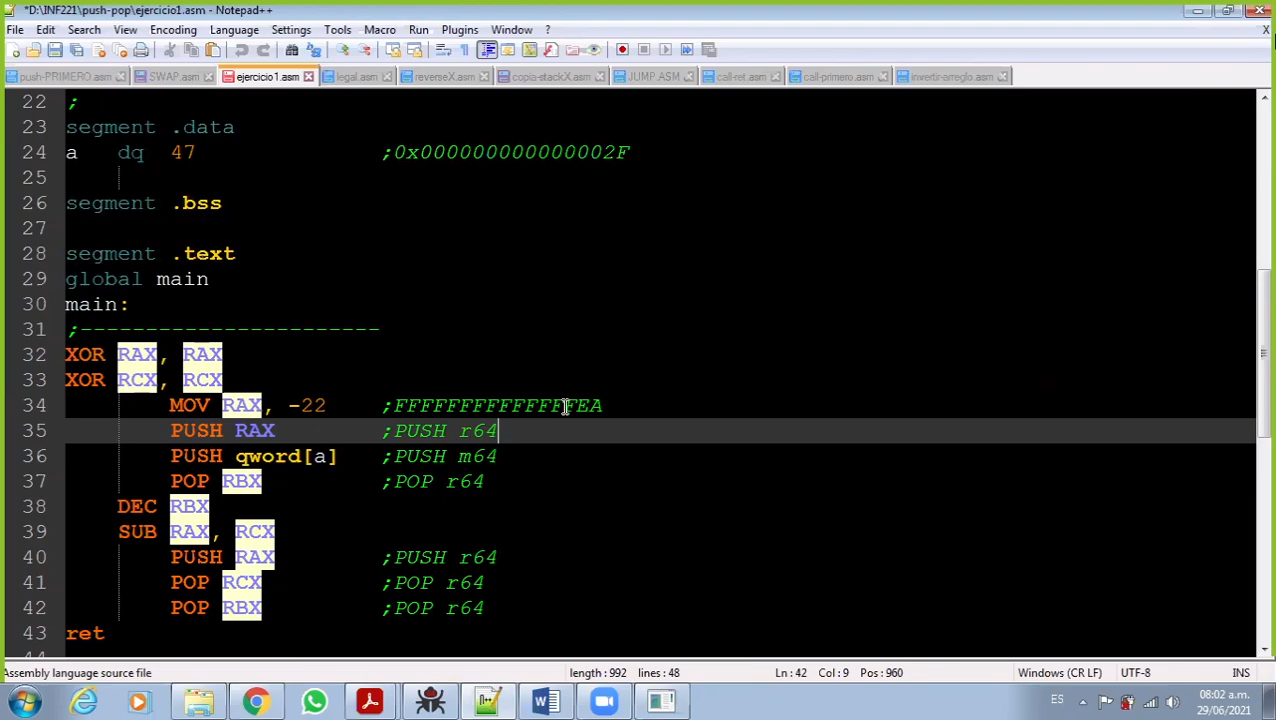 *D:\INF221\push-pop\ejercicio1.asm - Notepad++
File Edit Search View Encoding Language Settings Tools Macro Run Plugins Window ? X
push-PRIMERO.asm SWAP.asm ejercicio1.asm legal.asm reverseX.asm copia-stackX.asm JUMP.ASM call-ret.asm call-primero.asm invertir-arreglo.asm
22 ;
23 segment .data
24 a dq 47 ;0x000000000000002F
25
26 segment .bss
27
28 segment .text
29 global main
30 main:
31 ;-----------------------
32 XOR RAX, RAX
33 XOR RCX, RCX
34 MOV RAX, -22 ;FFFFFFFFFFFFFFEA
35 PUSH RAX ;PUSH r64
36 PUSH qword[a] ;PUSH m64
37 POP RBX ;POP r64
38 DEC RBX
39 SUB RAX, RCX
40 PUSH RAX ;PUSH r64
41 POP RCX ;POP r64
42 POP RBX ;POP r64
43 ret
44
Assembly language source file length : 992 lines : 48 Ln : 42 Col : 9 Pos : 960 Windows (CR LF) UTF-8 INS
ES 08:02 a.m.
29/06/2021